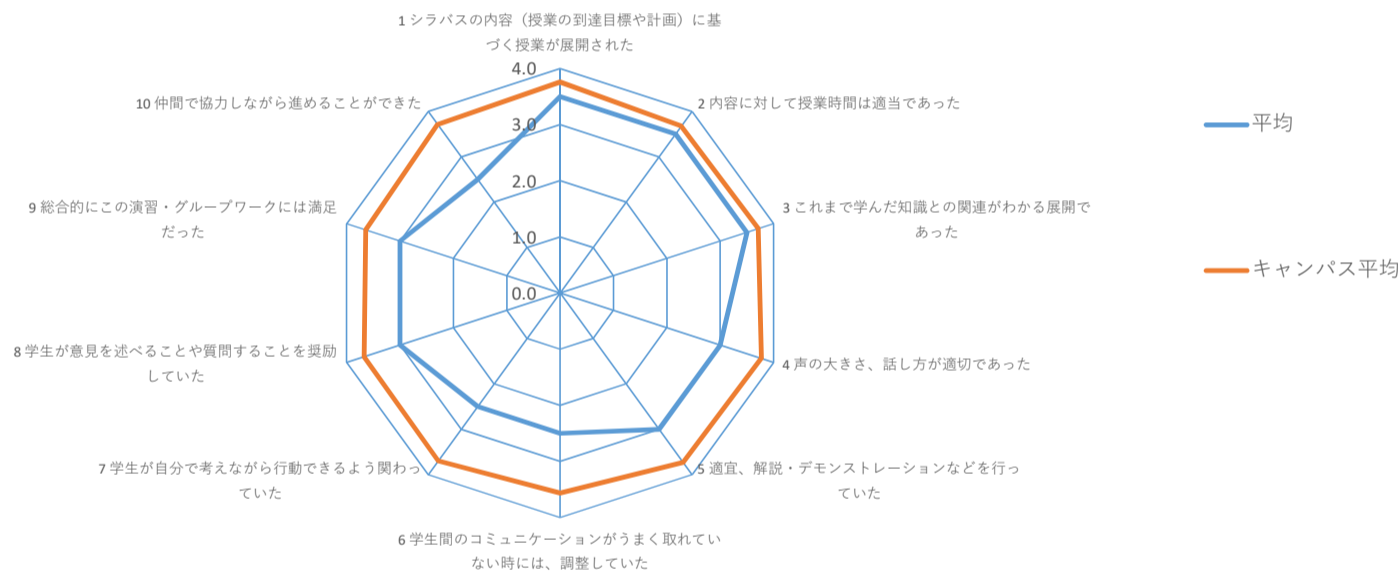 1 シラバスの内容（授業の到達目標や計画）に基
づく授業が展開された
2 内容に対して授業時間は適当であった
3 これまで学んだ知識との関連がわかる展開で
あった
4 声の大きさ、話し方が適切であった
5 適宜、解説・デモンストレーションなどを行っ
ていた
6 学生間のコミュニケーションがうまく取れてい
ない時には、調整していた
7 学生が自分で考えながら行動できるよう関わっ
ていた
8 学生が意見を述べることや質問することを奨励
していた
9 総合的にこの演習・グループワークには満足
だった
10 仲間で協力しながら進めることができた
4.0
3.0
2.0
1.0
0.0
平均
キャンパス平均